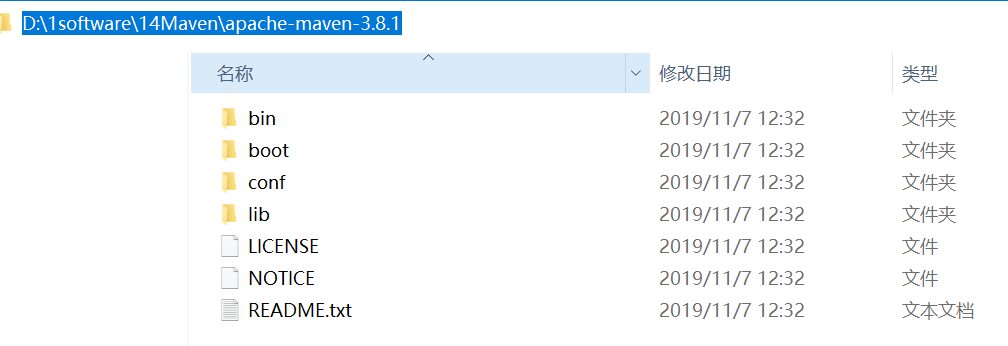 D:\1software\14Maven\apache-maven-3.8.1
名称 修改日期 类型
bin 2019/11/7 12:32 文件夹
boot 2019/11/7 12:32 文件夹
conf 2019/11/7 12:32 文件夹
lib 2019/11/7 12:32 文件夹
LICENSE 2019/11/7 12:32 文件
NOTICE 2019/11/7 12:32 文件
README.txt 2019/11/7 12:32 文本文档